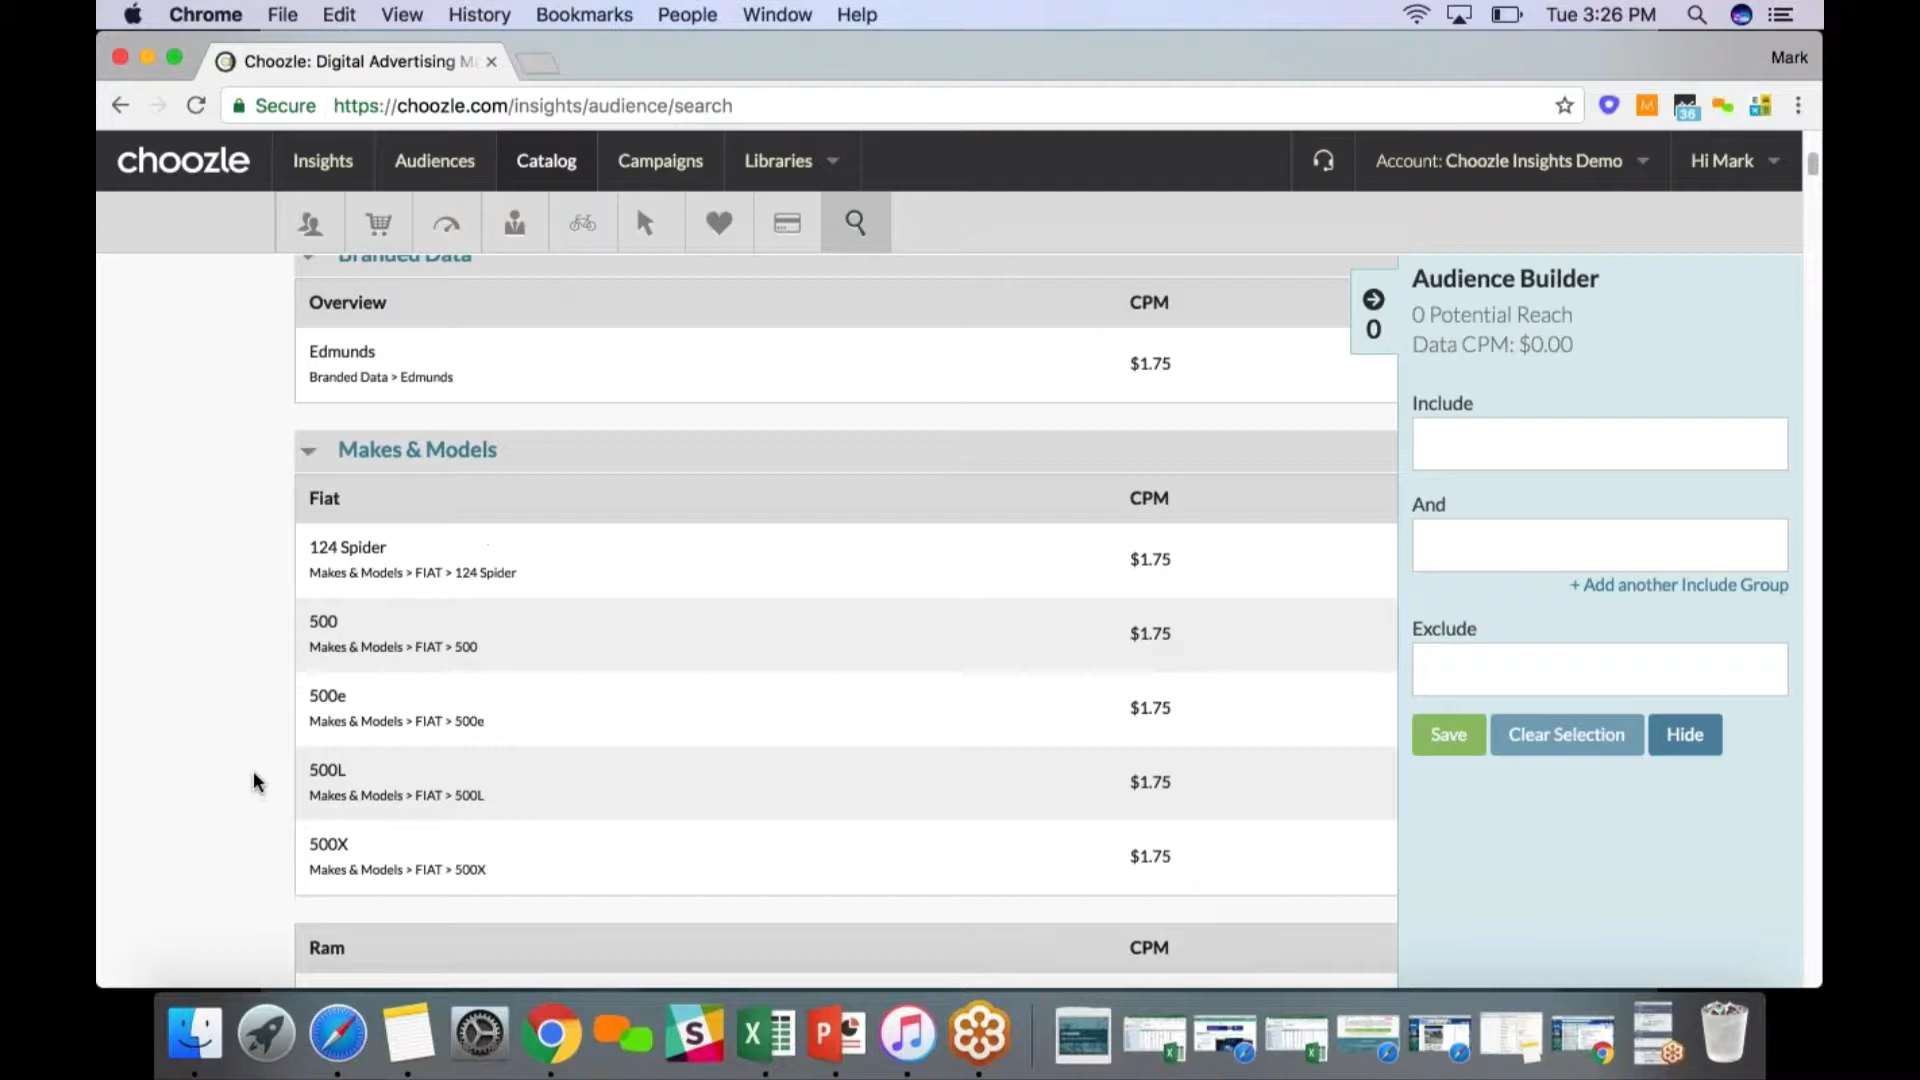 Chrome File Edit View History Bookmarks People Window Help Tue 3:26 PM
Choozle: Digital Advertising Ma Mark
Secure https://choozle.com/insights/audience/search 36
choozle Insights Audiences Catalog Campaigns Libraries Account: Choozle Insights Demo Hi Mark
Branded Data
Overview CPM
Edmunds
Branded Data > Edmunds
$1.75
Makes & Models
Fiat CPM
124 Spider
Makes & Models > FIAT > 124 Spider
$1.75
500
Makes & Models > FIAT > 500
$1.75
500e
Makes & Models > FIAT > 500e
$1.75
500L
Makes & Models > FIAT > 500L
$1.75
500X
Makes & Models > FIAT > 500X
$1.75
Ram CPM
0
Audience Builder
0 Potential Reach
Data CPM: $0.00
Include
And
+ Add another Include Group
Exclude
Save Clear Selection Hide